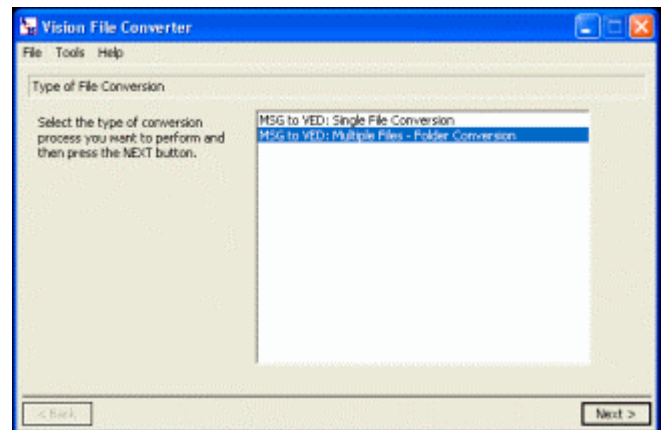 Vision File Converter
File Tools Help
Type of File Conversion
Select the type of conversion
process you want to perform and
then press the NEXT button.
MSG to VED: Single File Conversion
MSG to VED: Multiple Files - Folder Conversion
< Back
Next >